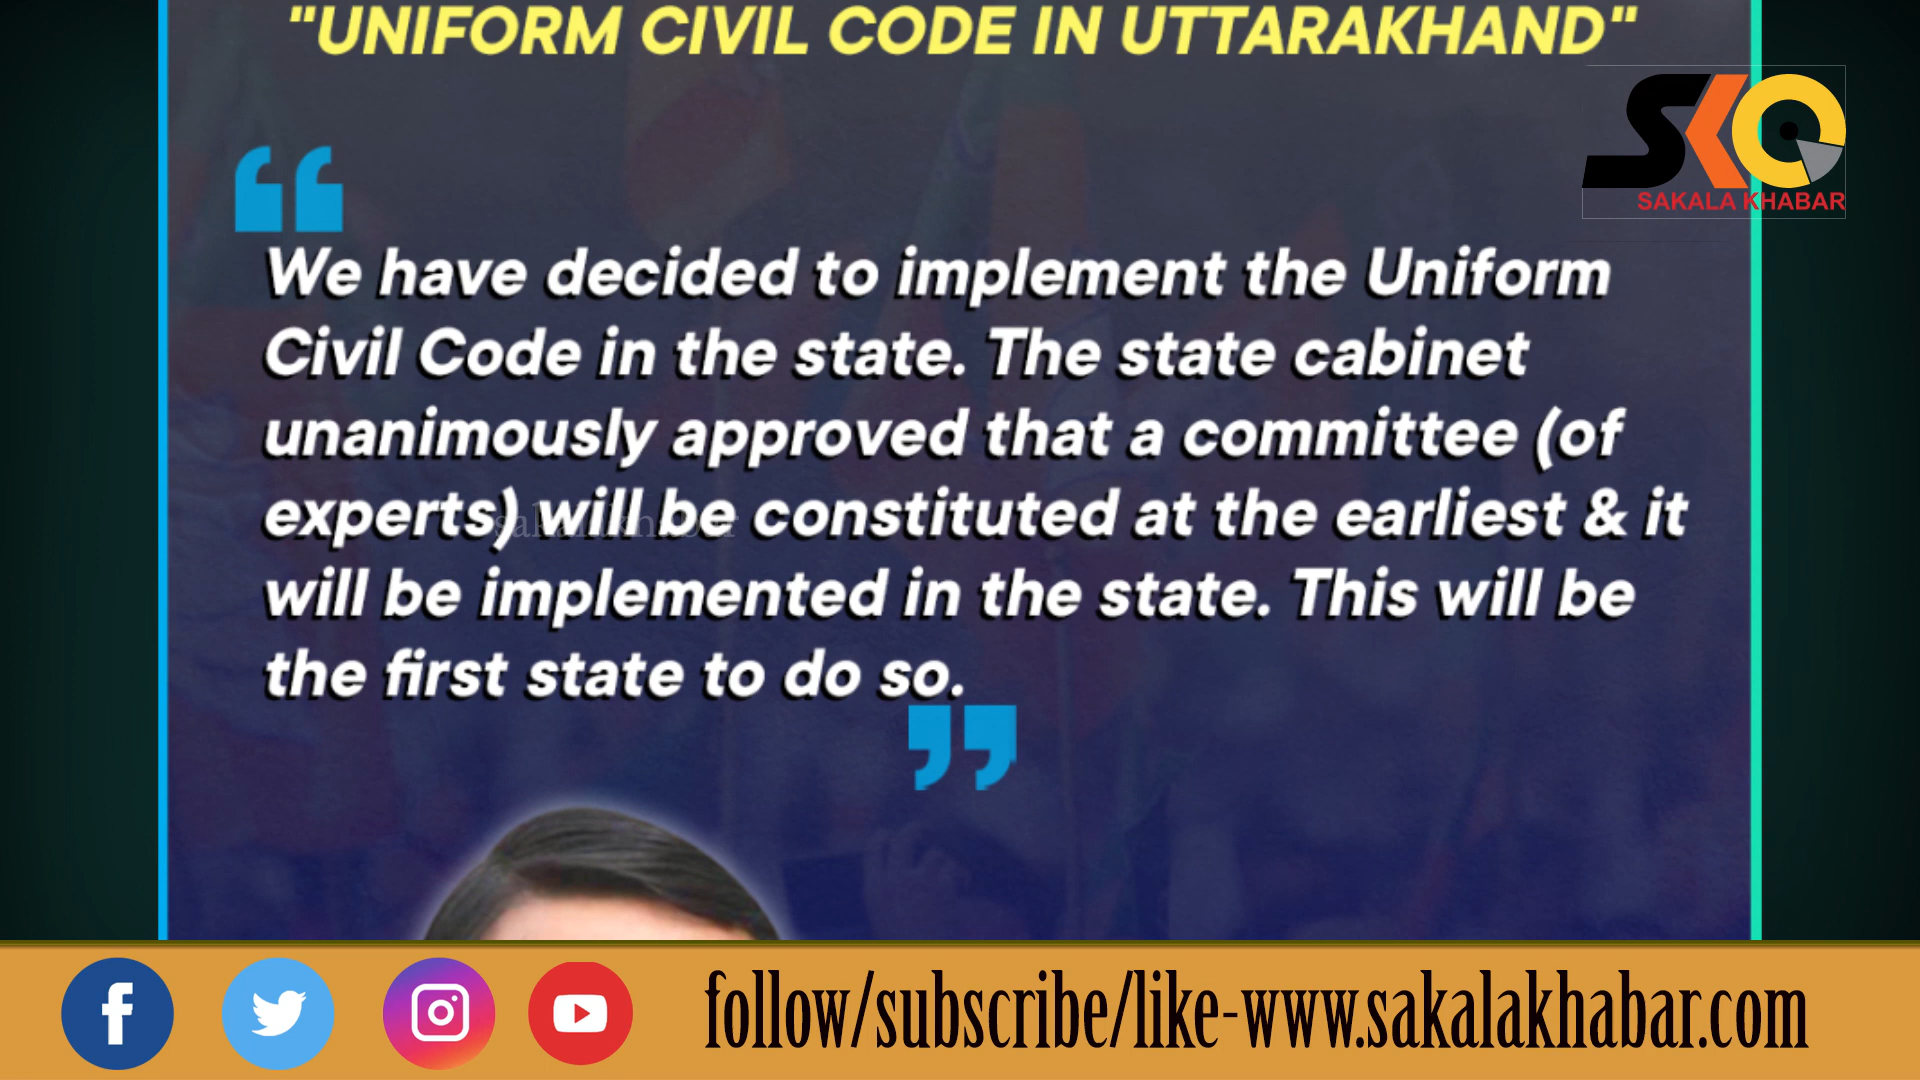 "UNIFORM CIVIL CODE IN UTTARAKHAND"
SKQ
SAKALA KHABAR
“
We have decided to implement the Uniform
Civil Code in the state. The state cabinet
unanimously approved that a committee (of
experts) will be constituted at the earliest & it
will be implemented in the state. This will be
the first state to do so.
”
sakalakhabar
follow/subscribe/like-www.sakalakhabar.com